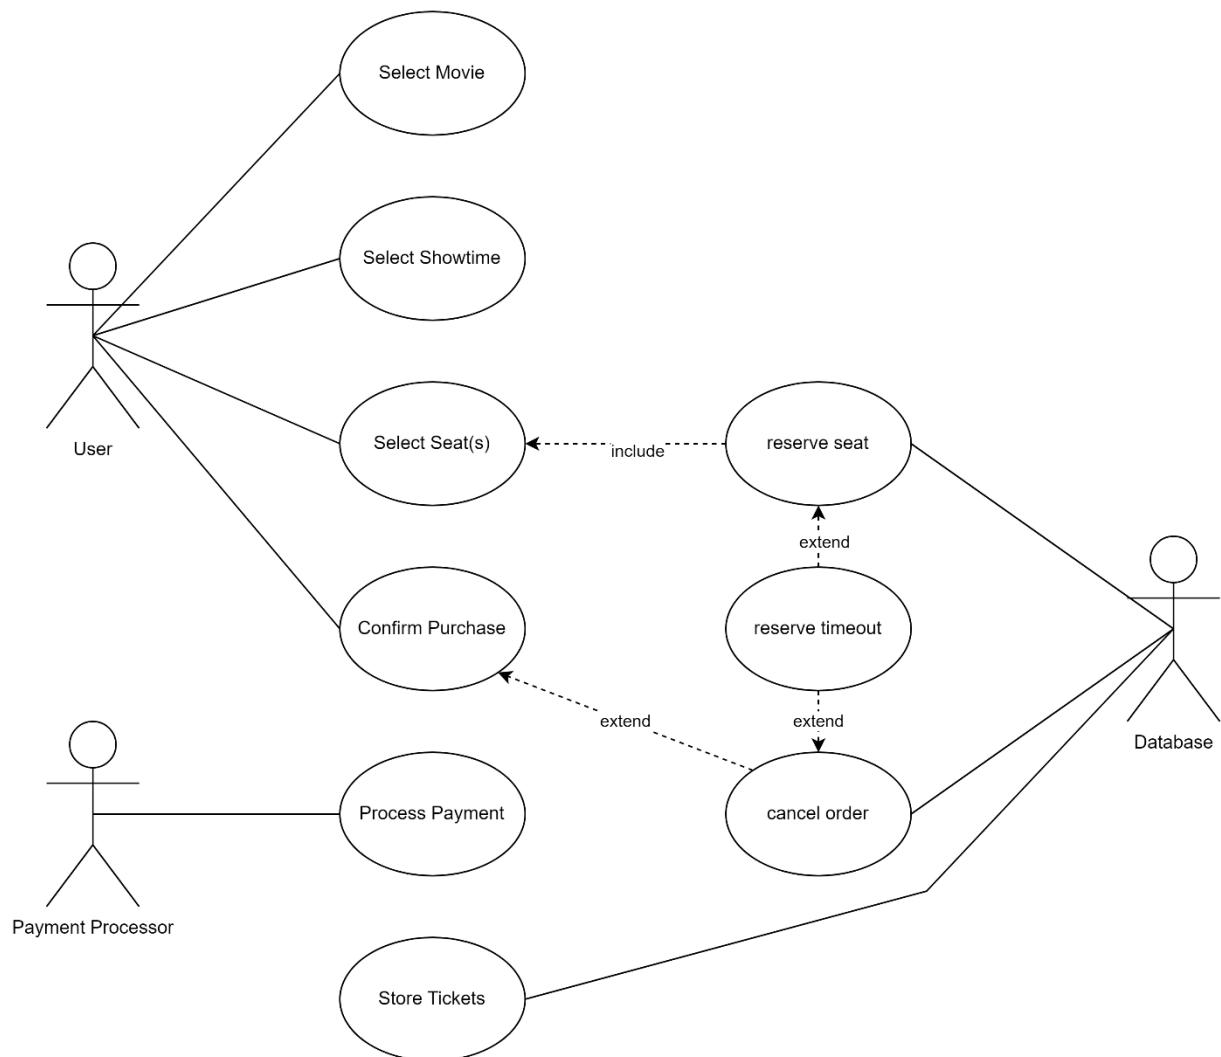 Select Movie
Select Showtime
User
Select Seat(s)
include
reserve seat
extend
Confirm Purchase
reserve timeout
extend
extend
Database
Process Payment
cancel order
Payment Processor
Store Tickets